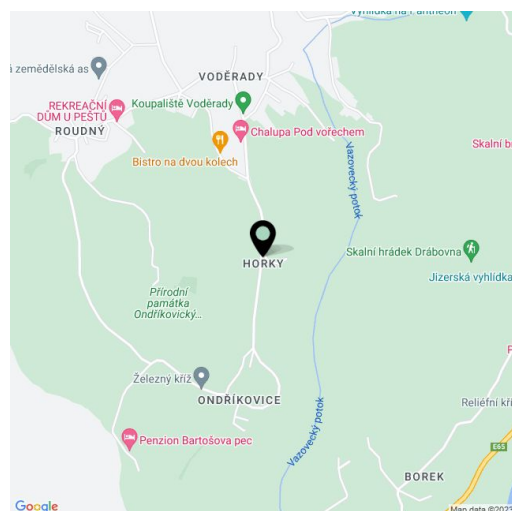 Vyhlídka na Pantheon
zemědělská as
VODĚRADY
REKREAČNÍ
DŮM U PEŠTŮ
Koupaliště Voděrady
ROUDNÝ
Chalupa Pod vořechem
Bistro na dvou kolech
Skalní
Vazovecký potok
Skalní hrádek Drábovna
HORKY
Jizerská vyhlídka
Přírodní
památka
Ondříkovický...
Železný kříž
ONDŘÍKOVICE
Reliéfní
Vazovecký potok
Penzion Bartošova pec
E65
BOREK
Google
Map data ©2023